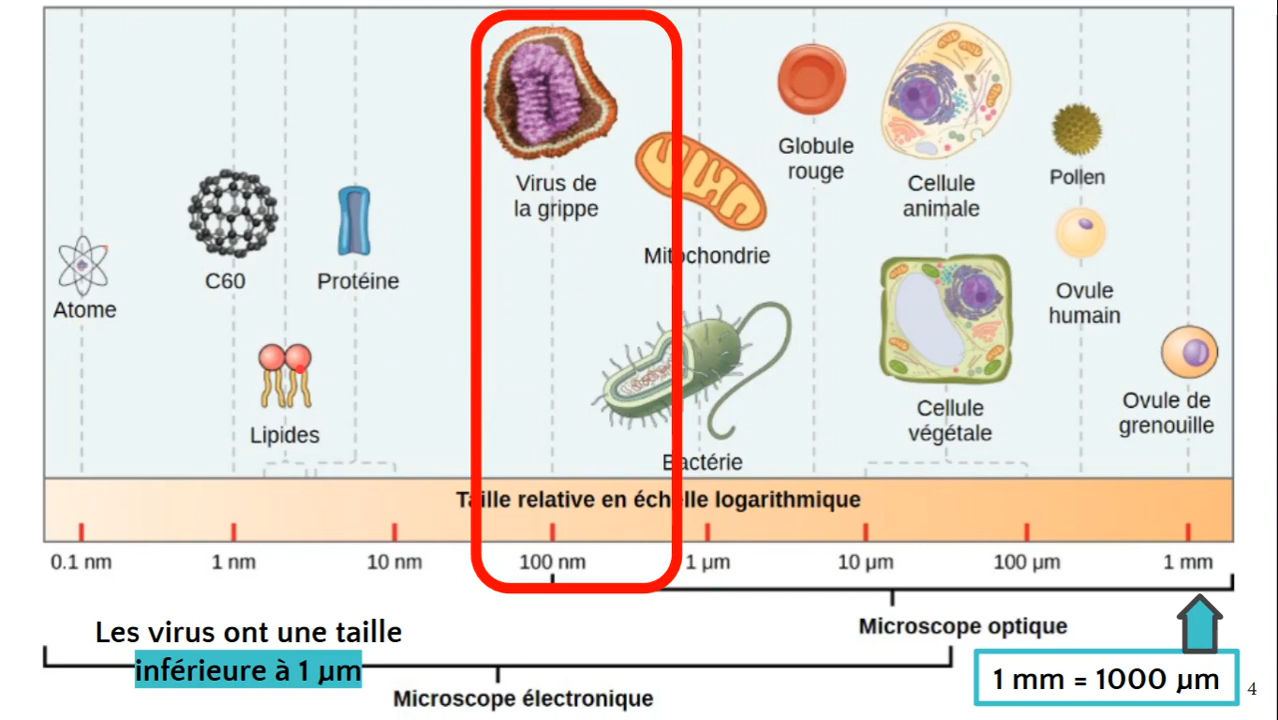 Virus de
la grippe
Globule
rouge
Cellule
animale
Pollen
Mitochondrie
C60
Protéine
Atome
Ovule
humain
Lipides
Cellule
végétale
Ovule de
grenouille
Bactérie
Taille relative en échelle logarithmique
0.1 nm 1 nm 10 nm 100 nm 1 µm 10 µm 100 µm 1 mm
Microscope optique
Les virus ont une taille
inférieure à 1 µm
1 mm = 1000 µm
4
Microscope électronique